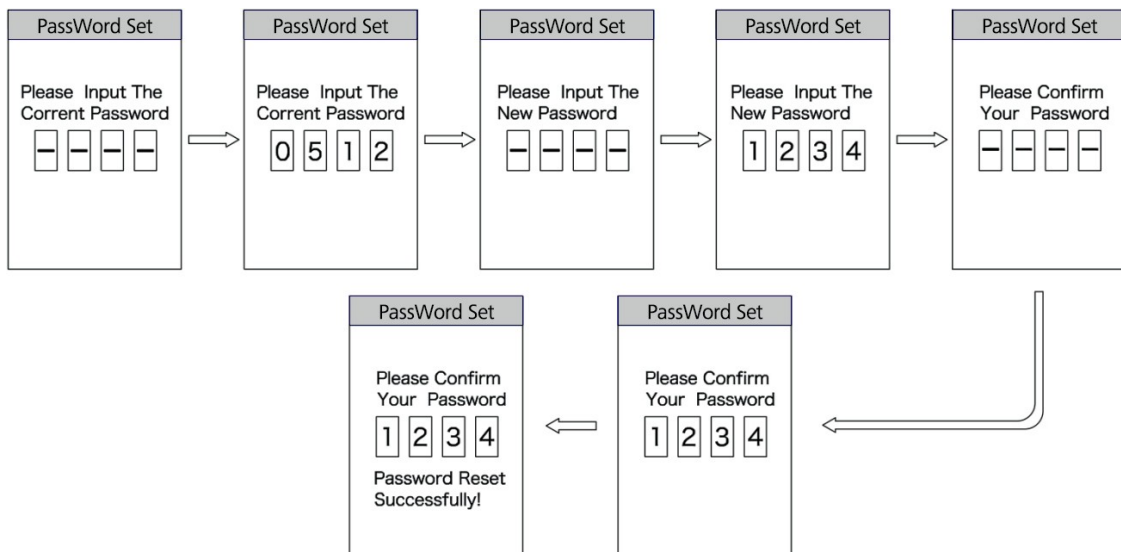 PassWord Set
Please Input The
Corrent Password
– – – –
PassWord Set
Please Input The
Corrent Password
0 5 1 2
PassWord Set
Please Input The
New Password
– – – –
PassWord Set
Please Input The
New Password
1 2 3 4
PassWord Set
Please Confirm
Your Password
– – – –
PassWord Set
Please Confirm
Your Password
1 2 3 4
PassWord Set
Please Confirm
Your Password
1 2 3 4
Password Reset
Successfully!